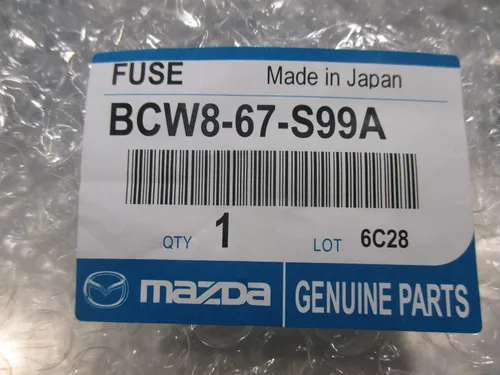 FUSE Made in Japan
BCW8-67-S99A
QTY 1 LOT 6C28
mazda GENUINE PARTS